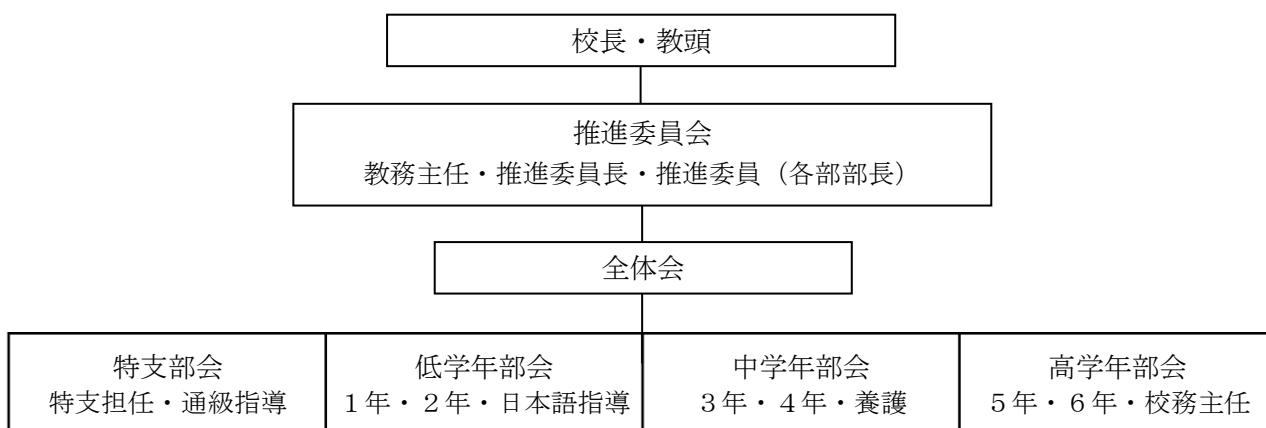 校長・教頭
推進委員会
教務主任・推進委員長・推進委員（各部部長）
全体会
特支部会
特支担任・通級指導
低学年部会
１年・２年・日本語指導
中学年部会
３年・４年・養護
高学年部会
５年・６年・校務主任